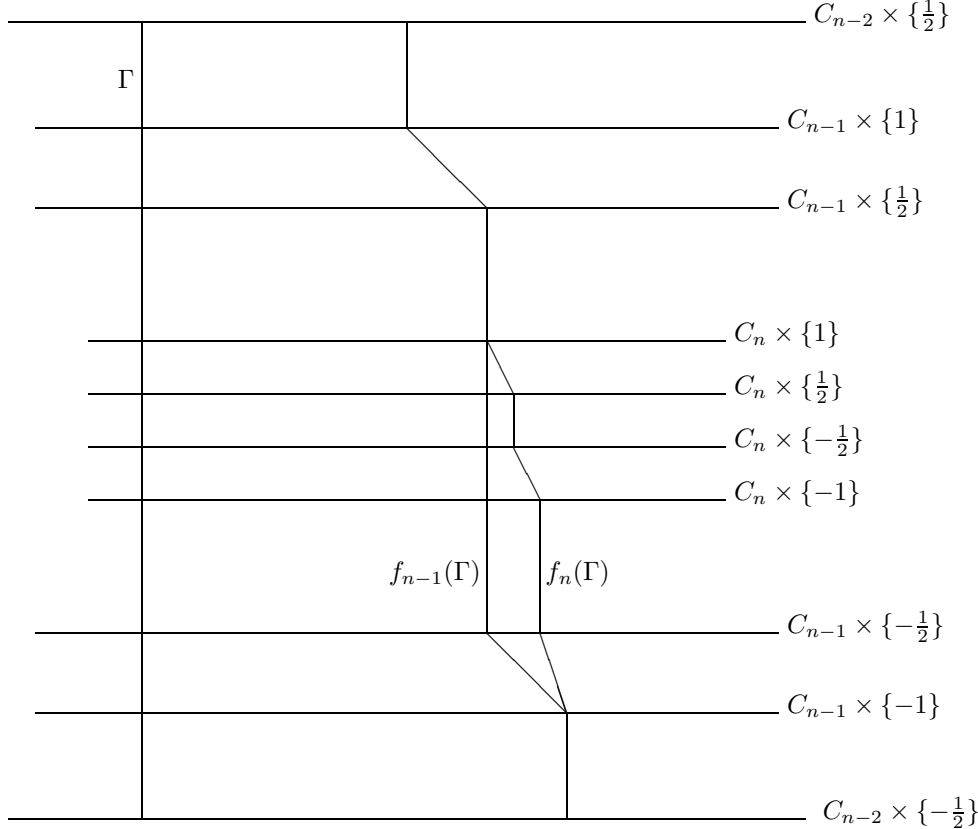 C_{n-2} × {1/2}
Γ
C_{n-1} × {1}
C_{n-1} × {1/2}
C_n × {1}
C_n × {1/2}
C_n × {-1/2}
C_n × {-1}
f_{n-1}(Γ) f_n(Γ)
C_{n-1} × {-1/2}
C_{n-1} × {-1}
C_{n-2} × {-1/2}